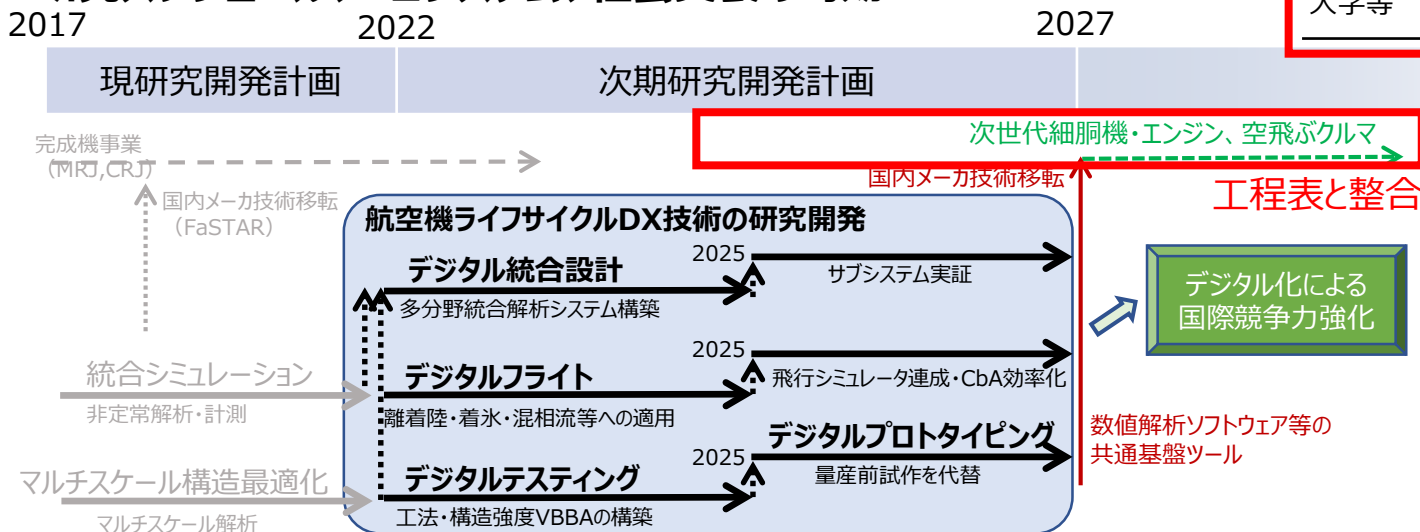 大学等
2017
2022
2027
現研究開発計画
次期研究開発計画
完成機事業
(MRJ,CRJ)
次世代細胴機・エンジン、空飛ぶクルマ
国内メーカ技術移転
工程表と整合
国内メーカ技術移転
(FaSTAR)
航空機ライフサイクルDX技術の研究開発
デジタル統合設計
多分野統合解析システム構築
2025
サブシステム実証
デジタル化による
国際競争力強化
統合シミュレーション
非定常解析・計測
デジタルフライト
離着陸・着氷・混相流等への適用
2025
飛行シミュレータ連成・CbA効率化
マルチスケール構造最適化
マルチスケール解析
デジタルテスティング
工法・構造強度VBBAの構築
2025
デジタルプロトタイピング
量産前試作を代替
数値解析ソフトウェア等の
共通基盤ツール